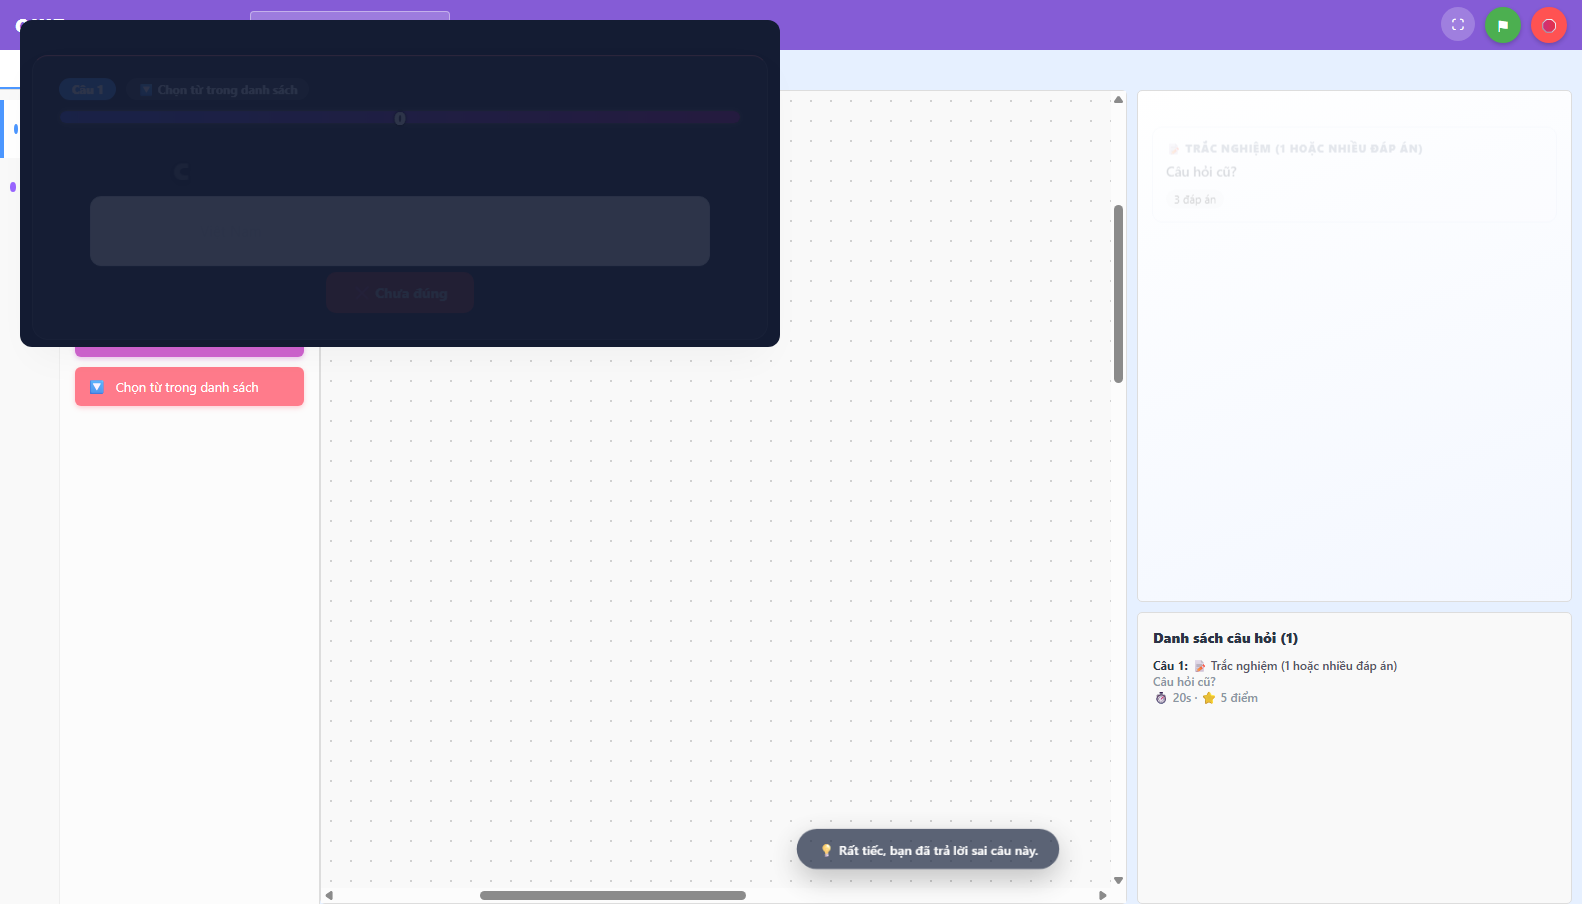 Câu 1
Chọn từ trong danh sách
0
C
Chưa đúng
Chọn từ trong danh sách
TRẮC NGHIỆM (1 HOẶC NHIỀU ĐÁP ÁN)
Câu hỏi cũ?
3 đáp án
Danh sách câu hỏi (1)
Câu 1: Trắc nghiệm (1 hoặc nhiều đáp án)
Câu hỏi cũ?
20s · 5 điểm
Rất tiếc, bạn đã trả lời sai câu này.